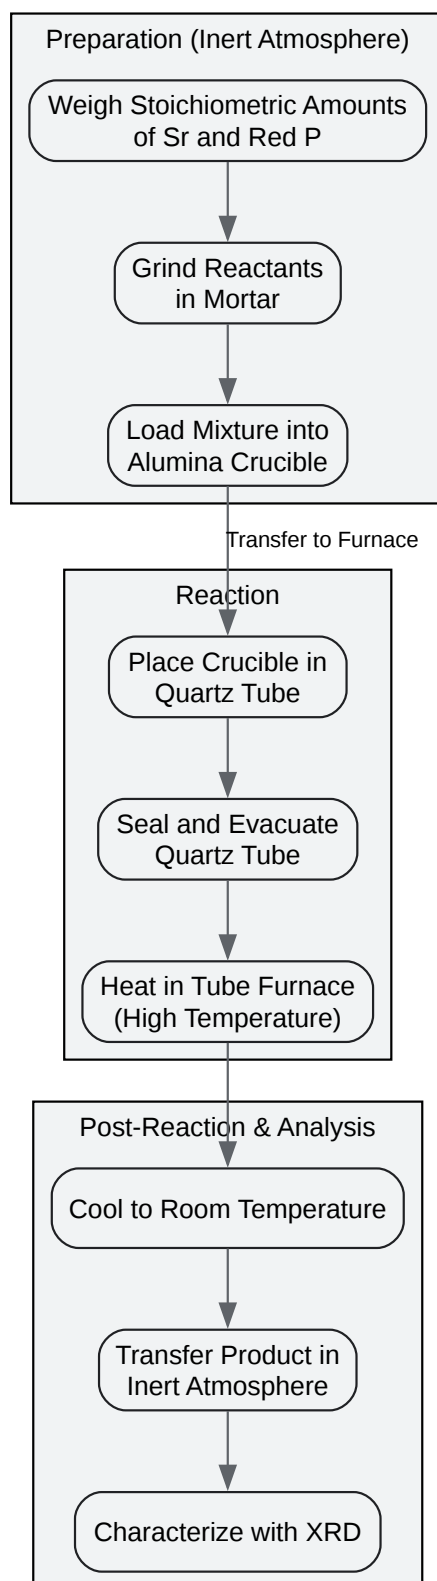 Preparation (Inert Atmosphere)
Weigh Stoichiometric Amounts
of Sr and Red P
Grind Reactants
in Mortar
Load Mixture into
Alumina Crucible
Transfer to Furnace
Reaction
Place Crucible in
Quartz Tube
Seal and Evacuate
Quartz Tube
Heat in Tube Furnace
(High Temperature)
Post-Reaction & Analysis
Cool to Room Temperature
Transfer Product in
Inert Atmosphere
Characterize with XRD